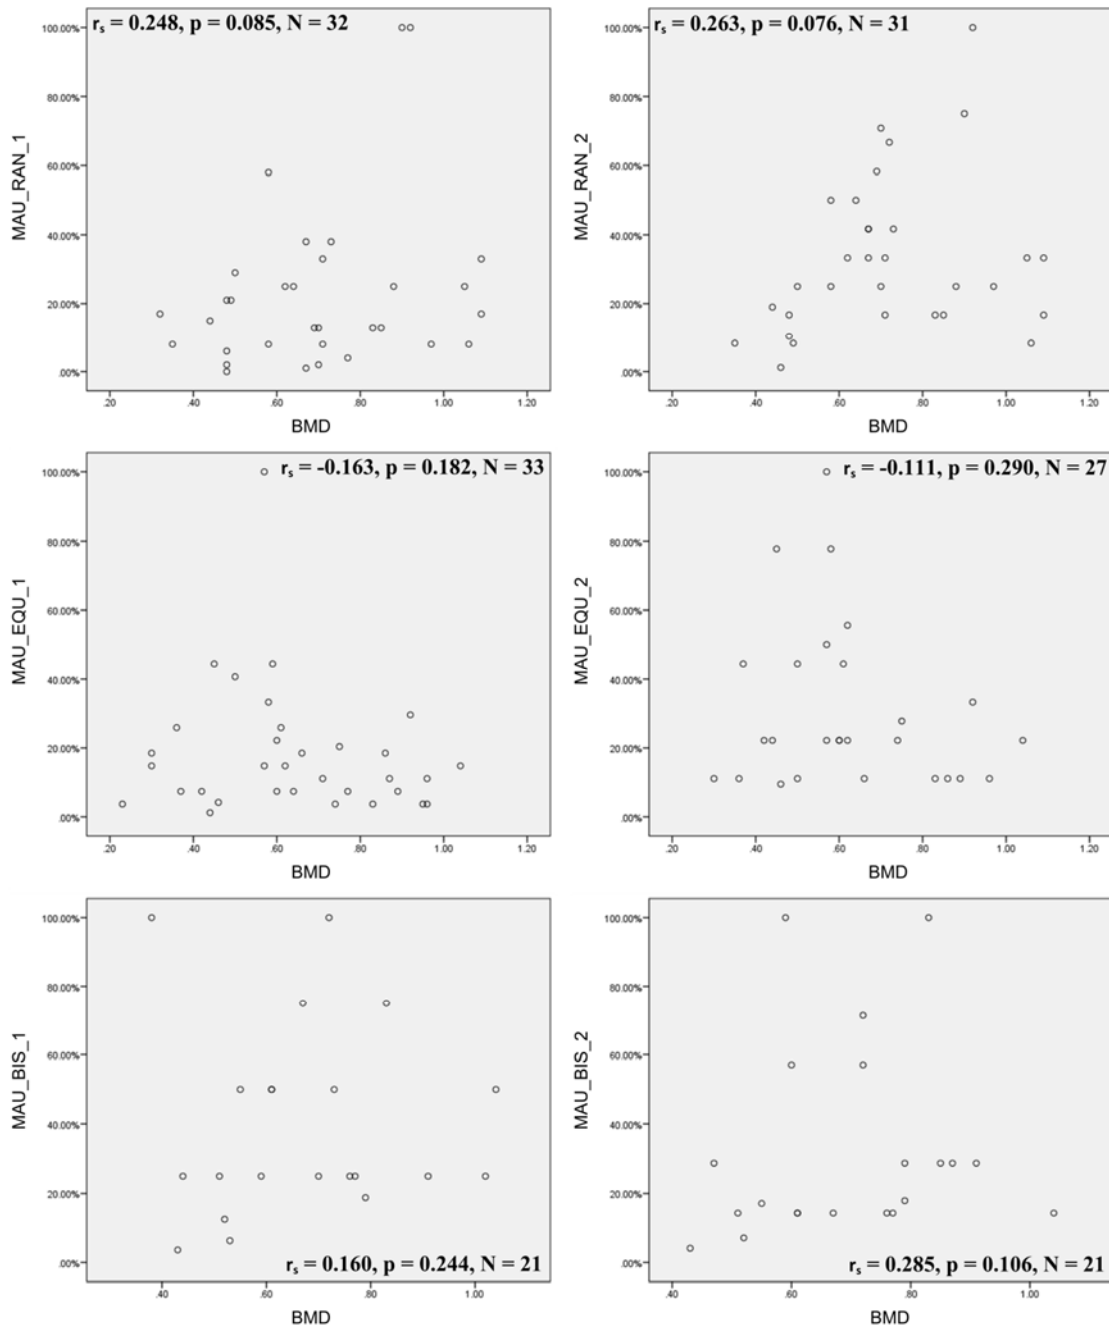 rₛ = 0.248, p = 0.085, N = 32
100.00%
80.00%
60.00%
40.00%
20.00%
.00%
MAU_RAN_1
.20 .40 .60 .80 1.00 1.20
BMD
rₛ = 0.263, p = 0.076, N = 31
100.00%
80.00%
60.00%
40.00%
20.00%
.00%
MAU_RAN_2
.20 .40 .60 .80 1.00 1.20
BMD
rₛ = -0.163, p = 0.182, N = 33
100.00%
80.00%
60.00%
40.00%
20.00%
.00%
MAU_EQU_1
.20 .40 .60 .80 1.00 1.20
BMD
rₛ = -0.111, p = 0.290, N = 27
100.00%
80.00%
60.00%
40.00%
20.00%
.00%
MAU_EQU_2
.20 .40 .60 .80 1.00 1.20
BMD
100.00%
80.00%
60.00%
40.00%
20.00%
.00%
MAU_BIS_1
rₛ = 0.160, p = 0.244, N = 21
.40 .60 .80 1.00
BMD
100.00%
80.00%
60.00%
40.00%
20.00%
.00%
MAU_BIS_2
rₛ = 0.285, p = 0.106, N = 21
.40 .60 .80 1.00
BMD